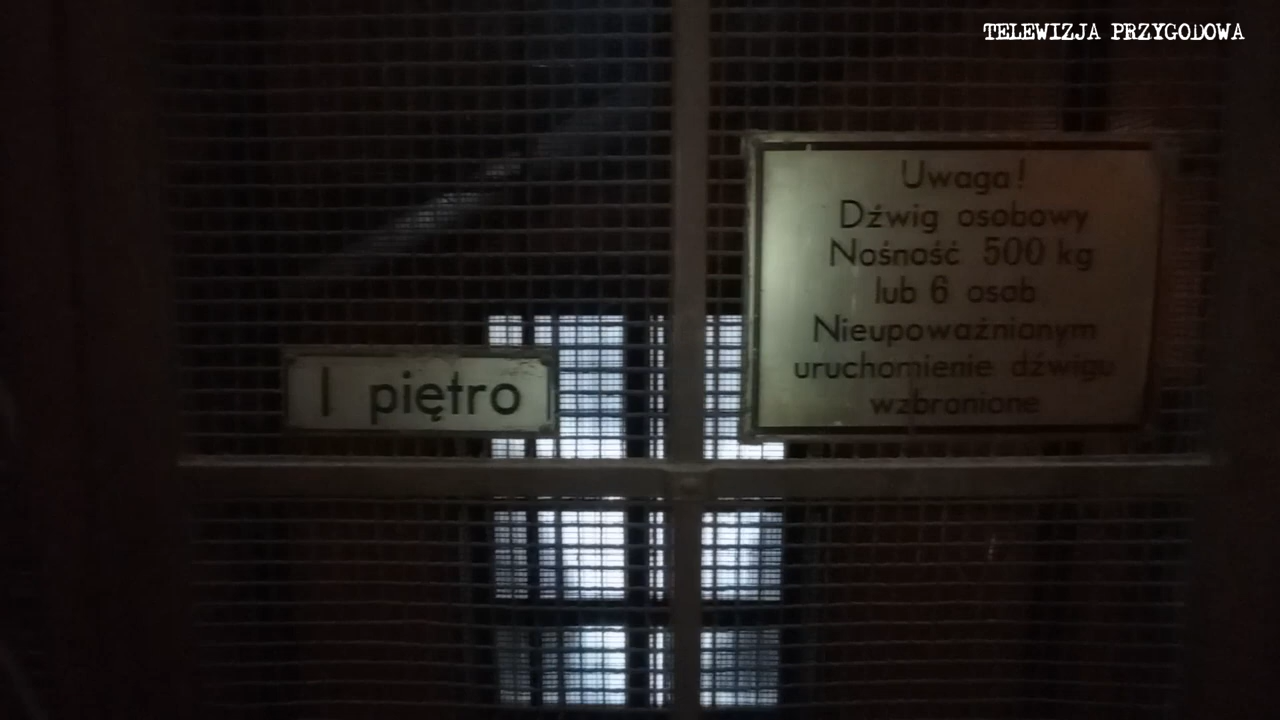 TELEWIZJA PRZYGODOWA
Uwaga!
Dźwig osobowy
Nośność 500 kg
lub 6 osób
Nieupoważnionym
uruchomienie dźwigu
wzbronione
I piętro